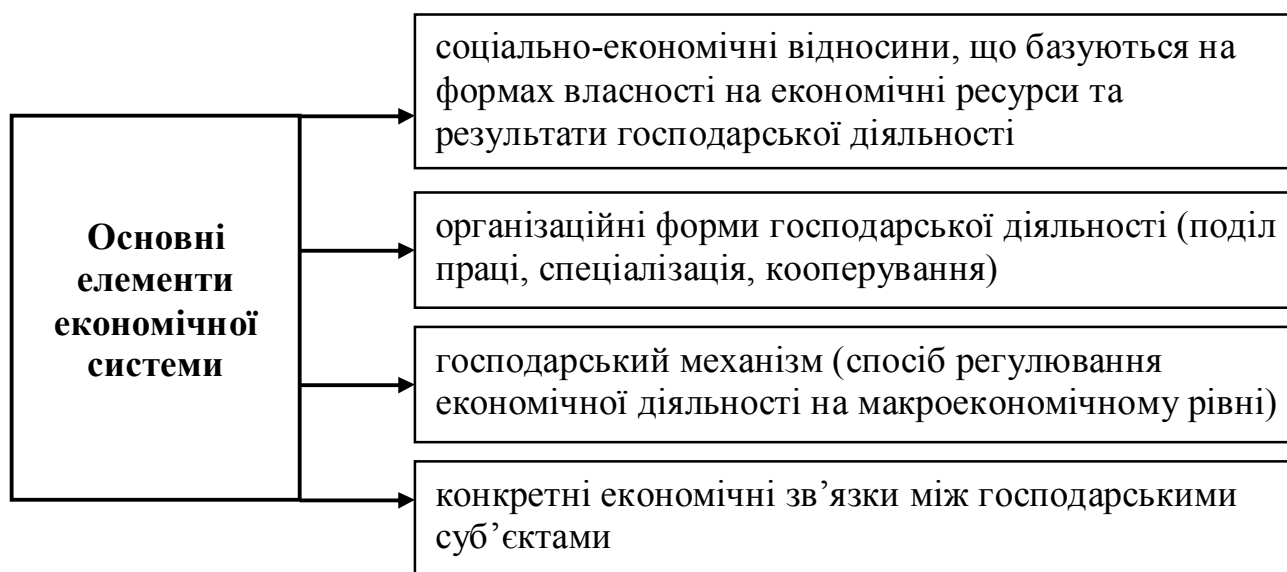 Основні
елементи
економічної
системи
соціально-економічні відносини, що базуються на
формах власності на економічні ресурси та
результати господарської діяльності
організаційні форми господарської діяльності (поділ
праці, спеціалізація, кооперування)
господарський механізм (спосіб регулювання
економічної діяльності на макроекономічному рівні)
конкретні економічні зв’язки між господарськими
суб’єктами